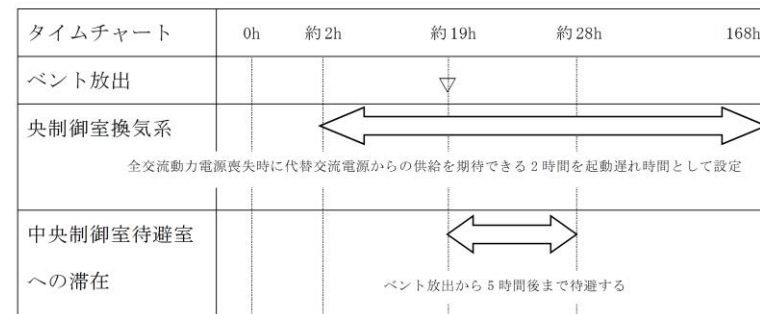 タイムチャート 0h 約2h 約19h 約28h 168h
ベント放出
央制御室換気系
全交流動力電源喪失時に代替交流電源からの供給を期待できる2時間を起動遅れ時間として設定
中央制御室待避室
への滞在
ベント放出から5時間後まで待避する